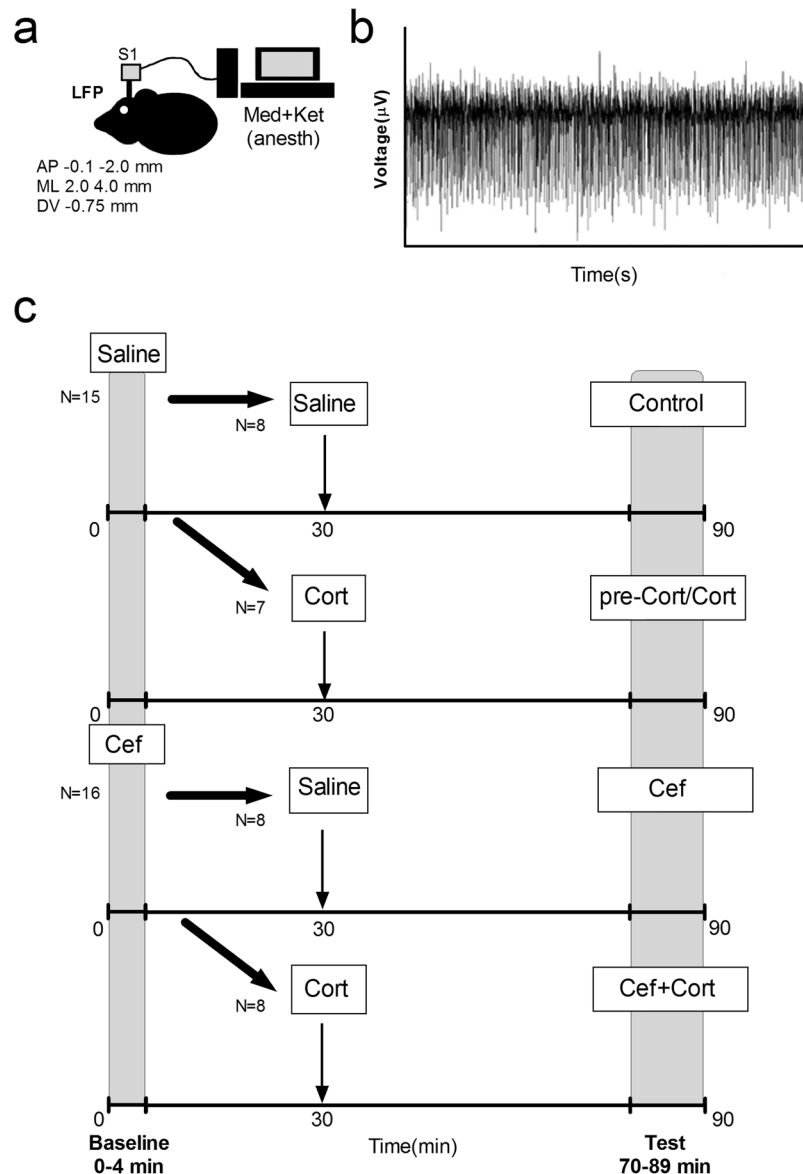 a
S1
LFP
Med+Ket
(anesth)
AP -0.1 -2.0 mm
ML 2.0 4.0 mm
DV -0.75 mm
b
Voltage(µV)
Time(s)
c
Saline
N=15
N=8
Saline
Control
0
30
90
N=7
Cort
pre-Cort/Cort
0
30
90
Cef
N=16
N=8
Saline
Cef
0
30
90
N=8
Cort
Cef+Cort
0
30
90
Baseline
0-4 min
Time(min)
Test
70-89 min